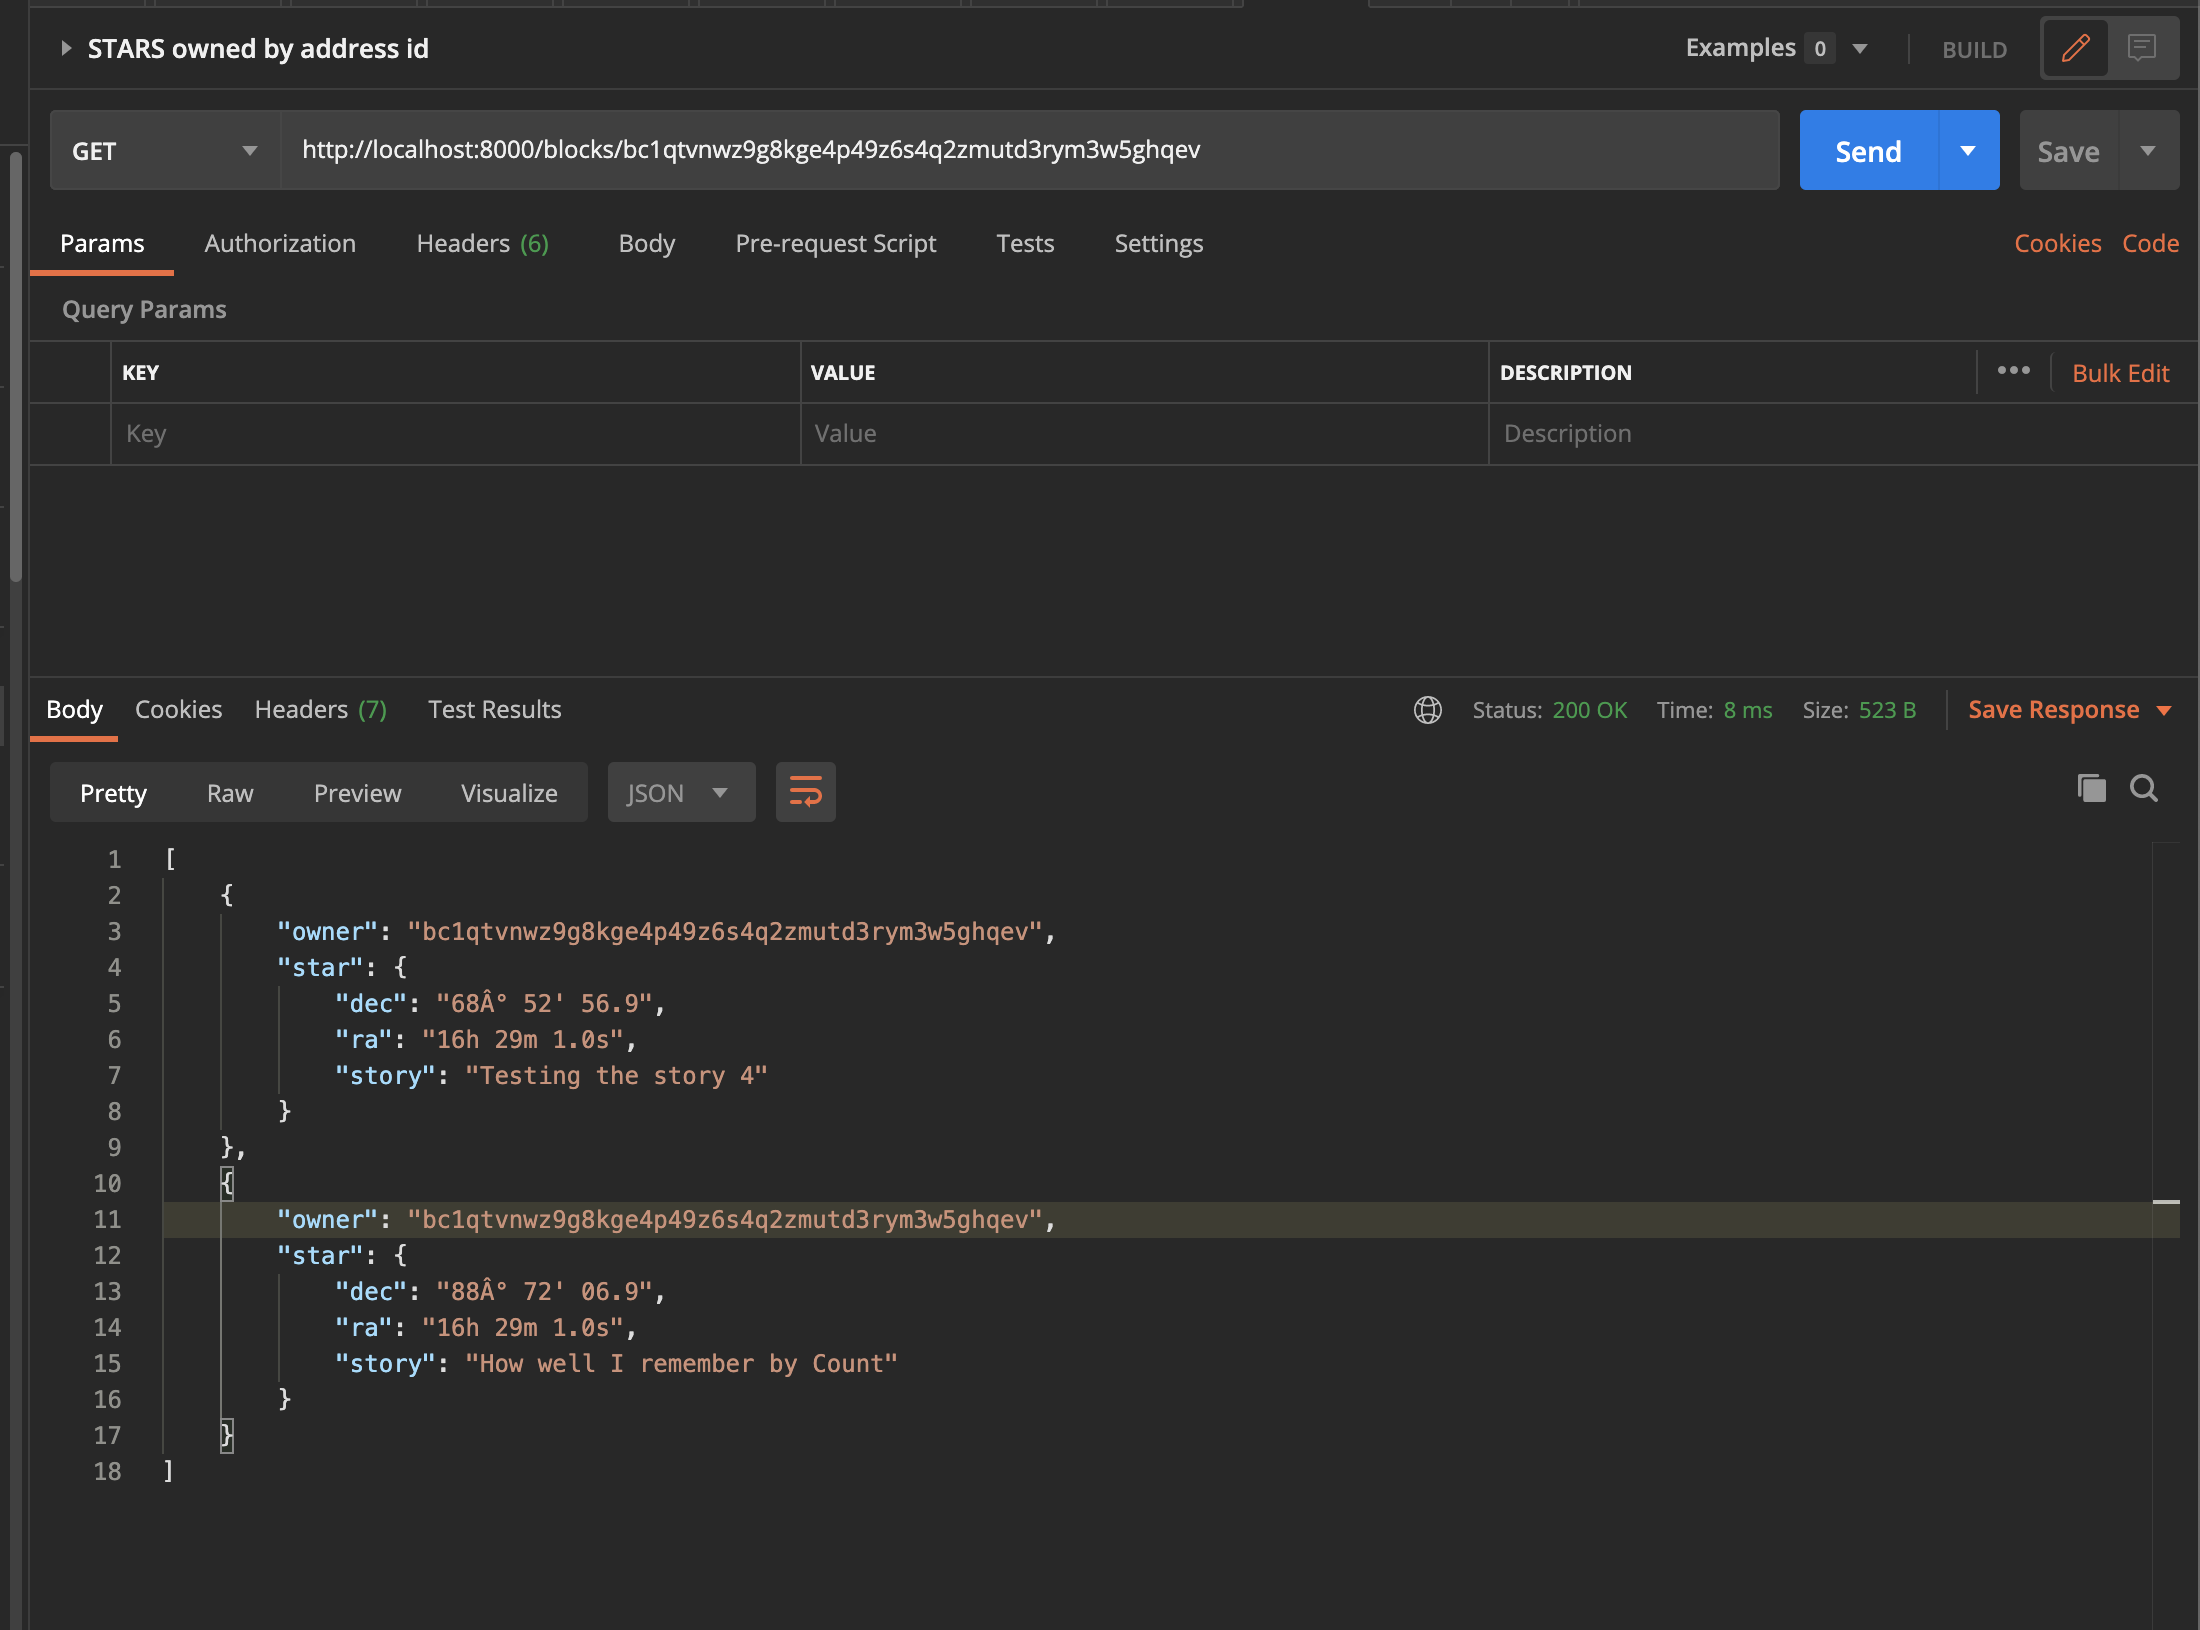 STARS owned by address id
Examples 0
BUILD
GET
http://localhost:8000/blocks/bc1qtvnwz9g8kge4p49z6s4q2zmutd3rym3w5ghqev
Send
Save
Params Authorization Headers (6) Body Pre-request Script Tests Settings
Cookies Code
Query Params
KEY VALUE DESCRIPTION ••• Bulk Edit
Key Value Description
Body Cookies Headers (7) Test Results
Status: 200 OK Time: 8 ms Size: 523 B Save Response
Pretty Raw Preview Visualize JSON
1 [
2 {
3 "owner": "bc1qtvnwz9g8kge4p49z6s4q2zmutd3rym3w5ghqev",
4 "star": {
5 "dec": "68Â° 52' 56.9",
6 "ra": "16h 29m 1.0s",
7 "story": "Testing the story 4"
8 }
9 },
10 {
11 "owner": "bc1qtvnwz9g8kge4p49z6s4q2zmutd3rym3w5ghqev",
12 "star": {
13 "dec": "88Â° 72' 06.9",
14 "ra": "16h 29m 1.0s",
15 "story": "How well I remember by Count"
16 }
17 }
18 ]